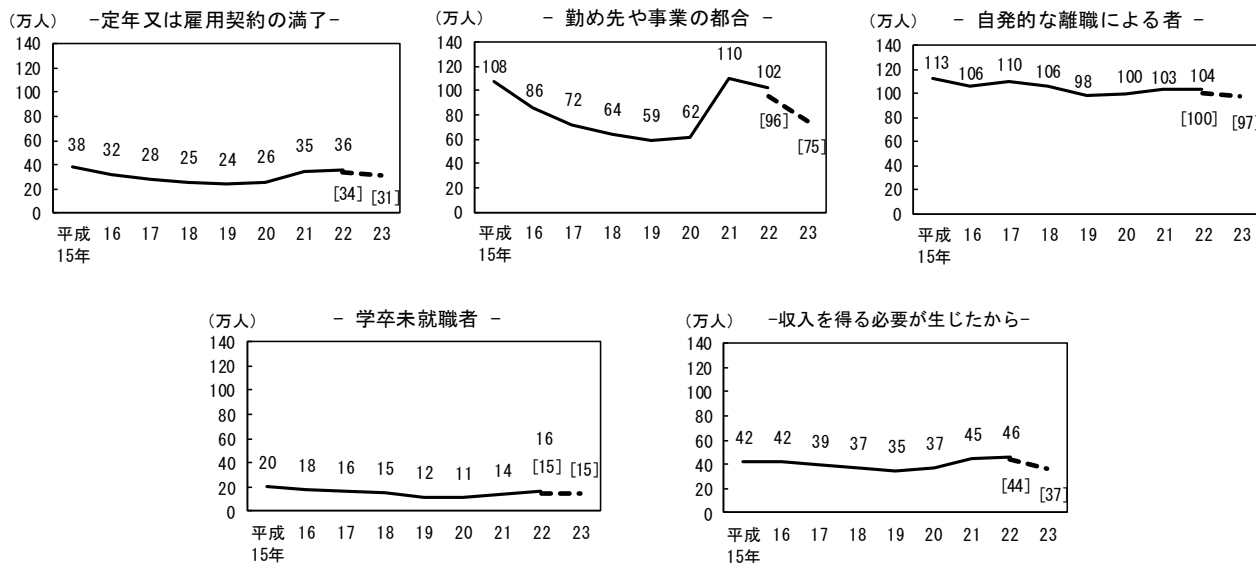 (万人) -定年又は雇用契約の満了-
140
120
100
80
60
40
20
0
38 32 28 25 24 26 35 36
[34] [31]
平成 16 17 18 19 20 21 22 23
15年
(万人) - 勤め先や事業の都合 -
140
120
100
80
60
40
20
0
108 86 72 64 59 62 110 102
[96]
[75]
平成 16 17 18 19 20 21 22 23
15年
(万人) - 自発的な離職による者 -
140
120
100
80
60
40
20
0
113 106 110 106 98 100 103 104
[100] [97]
平成 16 17 18 19 20 21 22 23
15年
(万人) - 学卒未就職者 -
140
120
100
80
60
40
20
0
20 18 16 15 12 11 14 16
[15] [15]
平成 16 17 18 19 20 21 22 23
15年
(万人) -収入を得る必要が生じたから-
140
120
100
80
60
40
20
0
42 42 39 37 35 37 45 46
[44] [37]
平成 16 17 18 19 20 21 22 23
15年